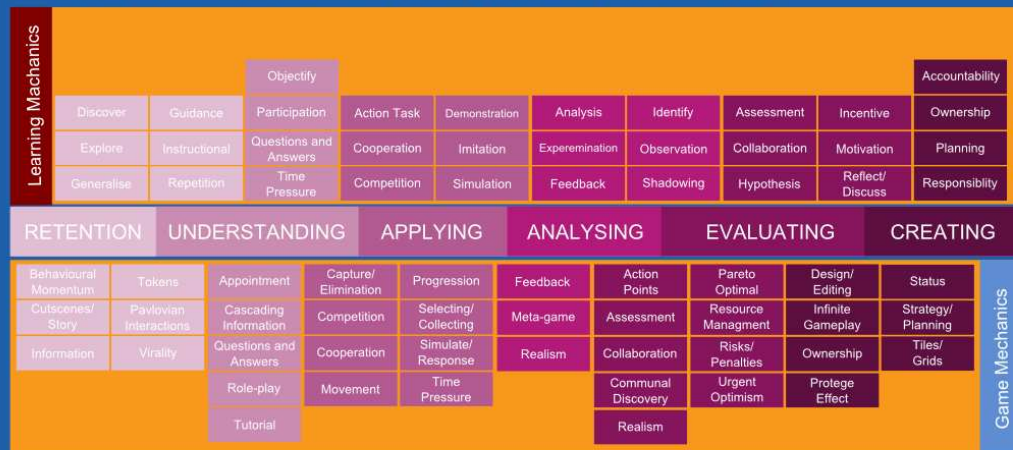 Learning Machanics
Objectify
Accountability
Discover
Guidance
Participation
Action Task
Demonstration
Analysis
Identify
Assessment
Incentive
Ownership
Explore
Instructional
Questions and
Answers
Cooperation
Imitation
Experemination
Observation
Collaboration
Motivation
Planning
Generalise
Repetition
Time
Pressure
Competition
Simulation
Feedback
Shadowing
Hypothesis
Reflect/
Discuss
Responsiblity
RETENTION
UNDERSTANDING
APPLYING
ANALYSING
EVALUATING
CREATING
Behavioural
Momentum
Tokens
Appointment
Capture/
Elimination
Progression
Feedback
Action
Points
Pareto
Optimal
Design/
Editing
Status
Cutscenes/
Story
Pavlovian
Interactions
Cascading
Information
Competition
Selecting/
Collecting
Meta-game
Assessment
Resource
Managment
Infinite
Gameplay
Strategy/
Planning
Information
Virality
Questions and
Answers
Cooperation
Simulate/
Response
Realism
Collaboration
Risks/
Penalties
Ownership
Tiles/
Grids
Role-play
Movement
Time
Pressure
Communal
Discovery
Urgent
Optimism
Protege
Effect
Tutorial
Realism
Game Mechanics